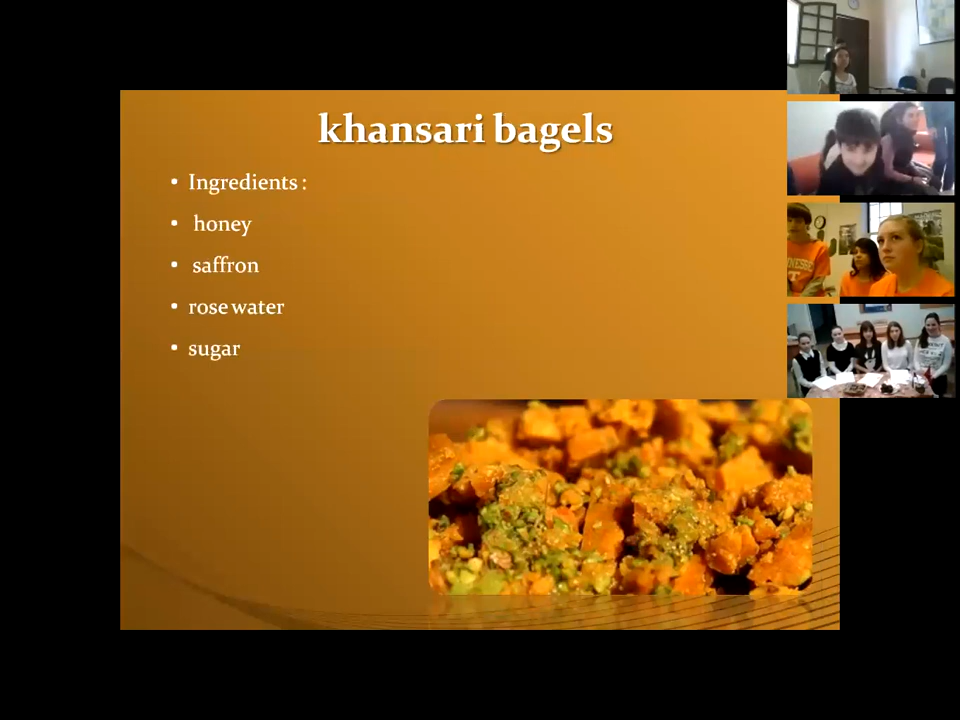 khansari bagels
• Ingredients :
• honey
• saffron
• rose water
• sugar